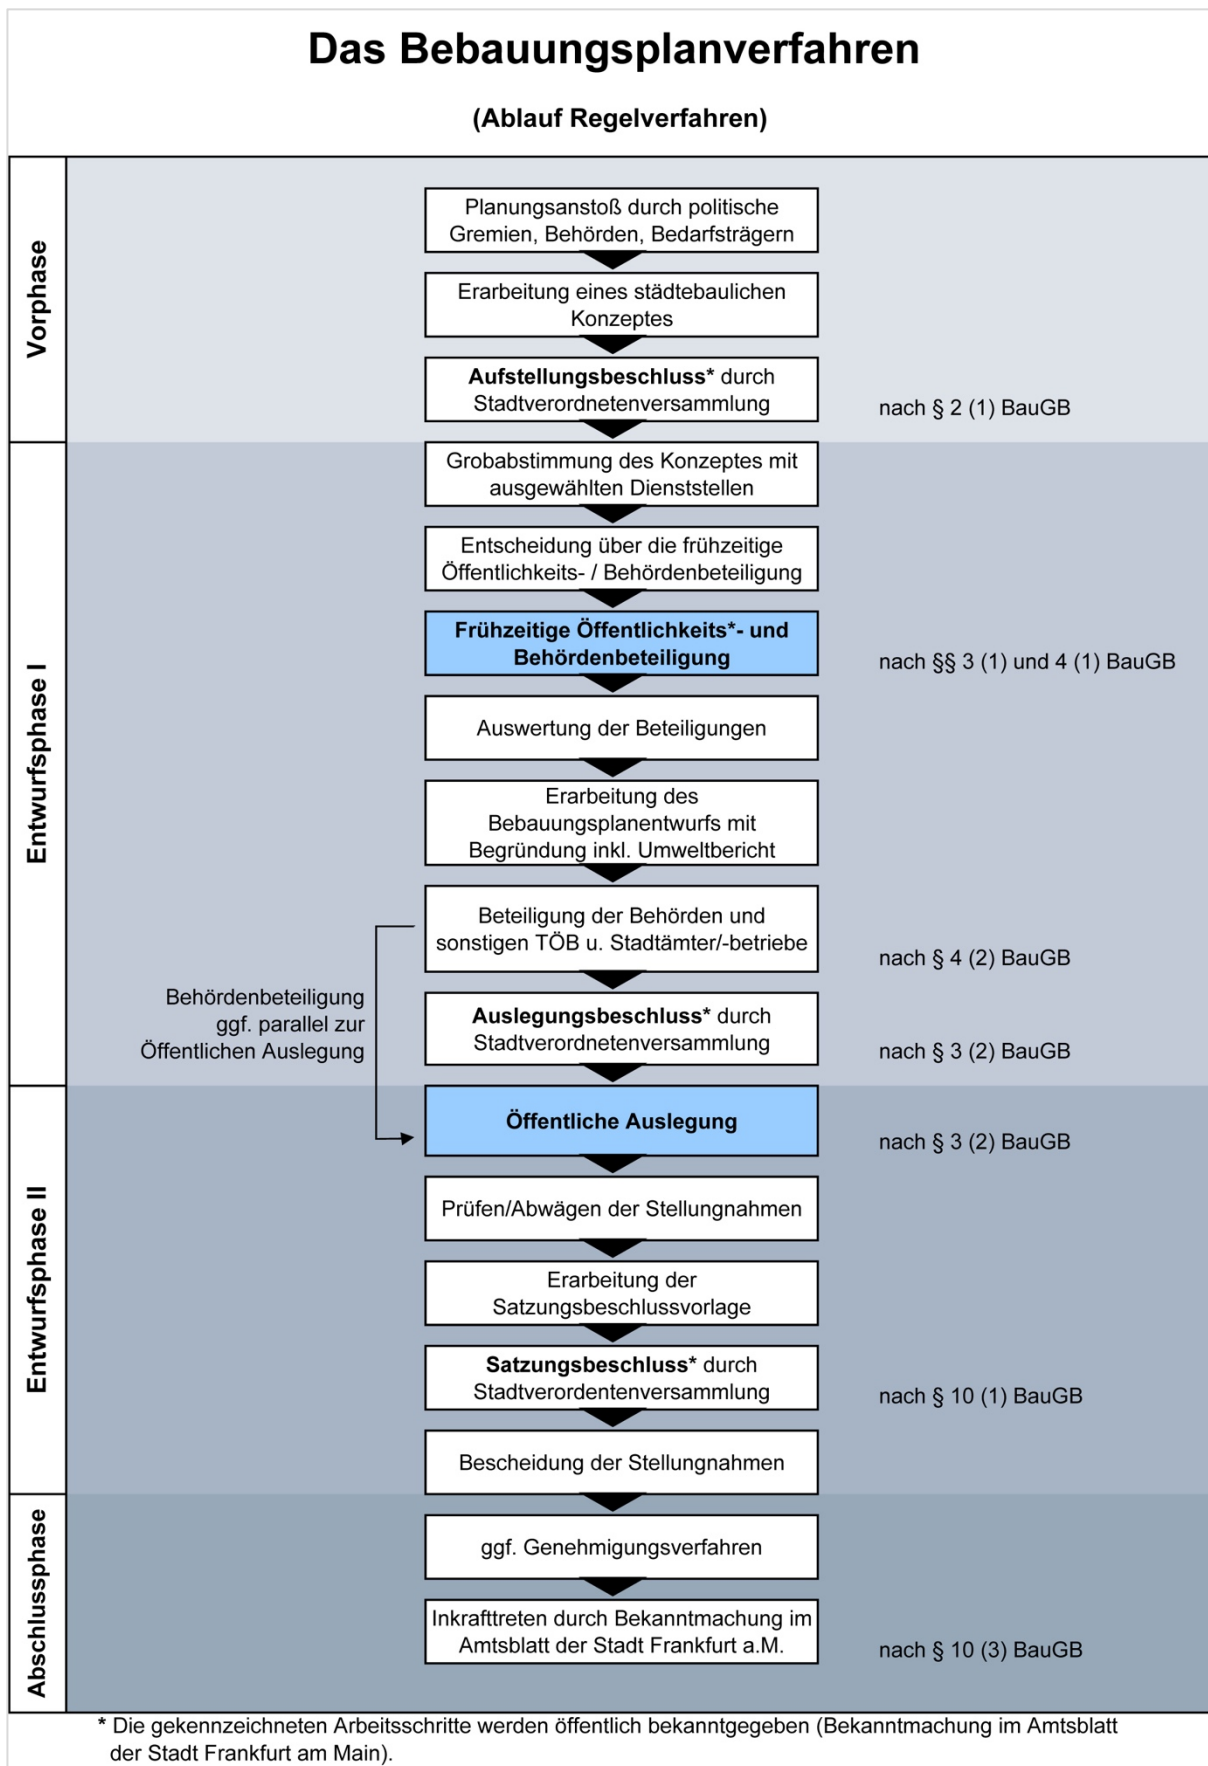 Das Bebauungsplanverfahren
(Ablauf Regelverfahren)
Vorphase
Planungsanstoß durch politische
Gremien, Behörden, Bedarfsträgern
Erarbeitung eines städtebaulichen
Konzeptes
Aufstellungsbeschluss* durch
Stadtverordnetenversammlung
nach § 2 (1) BauGB
Entwurfsphase I
Grobabstimmung des Konzeptes mit
ausgewählten Dienststellen
Entscheidung über die frühzeitige
Öffentlichkeits- / Behördenbeteiligung
Frühzeitige Öffentlichkeits*- und
Behördenbeteiligung
nach §§ 3 (1) und 4 (1) BauGB
Auswertung der Beteiligungen
Erarbeitung des
Bebauungsplanentwurfs mit
Begründung inkl. Umweltbericht
Beteiligung der Behörden und
sonstigen TÖB u. Stadtämter/-betriebe
nach § 4 (2) BauGB
Behördenbeteiligung
ggf. parallel zur
Öffentlichen Auslegung
Auslegungsbeschluss* durch
Stadtverordnetenversammlung
nach § 3 (2) BauGB
Entwurfsphase II
Öffentliche Auslegung
nach § 3 (2) BauGB
Prüfen/Abwägen der Stellungnahmen
Erarbeitung der
Satzungsbeschlussvorlage
Satzungsbeschluss* durch
Stadtverordentenversammlung
nach § 10 (1) BauGB
Bescheidung der Stellungnahmen
Abschlussphase
ggf. Genehmigungsverfahren
Inkrafttreten durch Bekanntmachung im
Amtsblatt der Stadt Frankfurt a.M.
nach § 10 (3) BauGB
* Die gekennzeichneten Arbeitsschritte werden öffentlich bekanntgegeben (Bekanntmachung im Amtsblatt
der Stadt Frankfurt am Main).